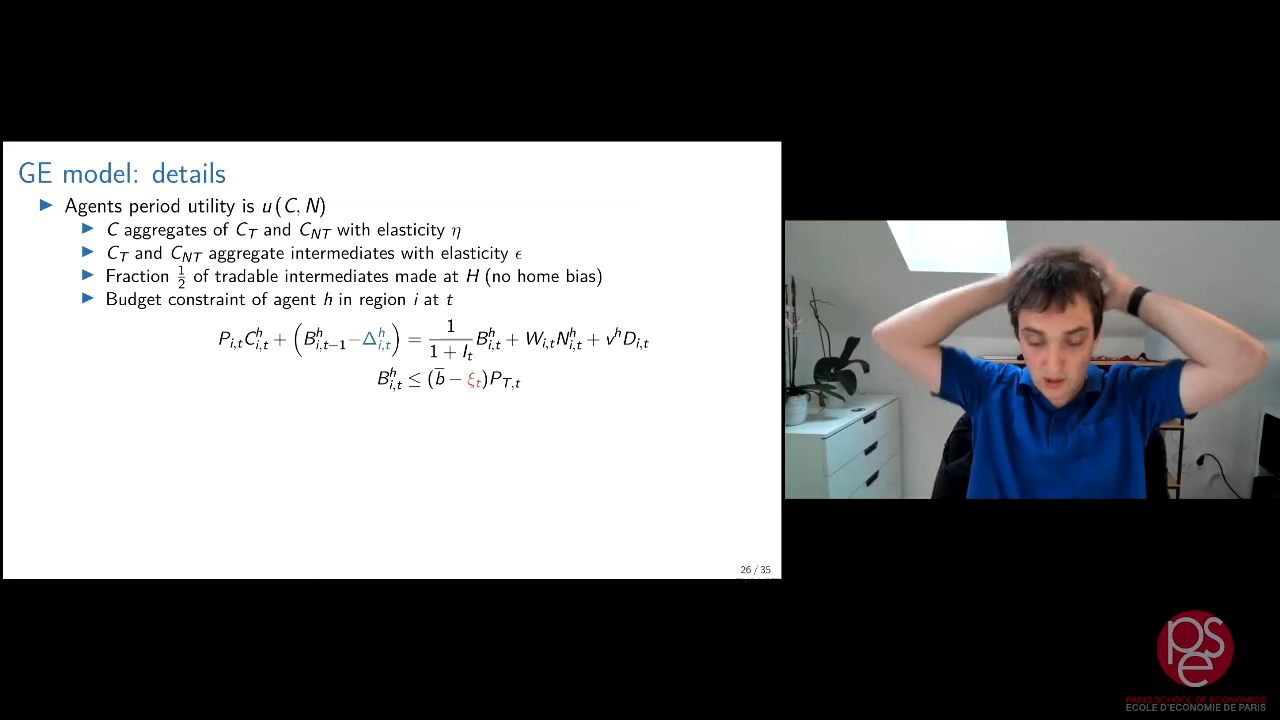 GE model: details
▶ Agents period utility is u (C, N)
▶ C aggregates of C_T and C_NT with elasticity η
▶ C_T and C_NT aggregate intermediates with elasticity ϵ
▶ Fraction 1/2 of tradable intermediates made at H (no home bias)
▶ Budget constraint of agent h in region i at t
P_{i,t}C^h_{i,t} + (B^h_{i,t−1}−Δ^h_{i,t}) = 1/(1 + I_t) B^h_{i,t} + W_{i,t}N^h_{i,t} + ν^h D_{i,t}
B^h_{i,t} ≤ (b̄ − ξ_t)P_{T,t}
26 / 35
pse
PARIS SCHOOL OF ECONOMICS
ECOLE D'ECONOMIE DE PARIS